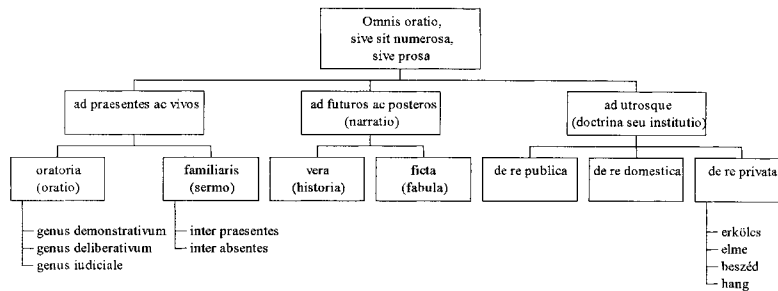 Omnis oratio,
sive sit numerosa,
sive prosa
ad praesentes ac vivos
ad futuros ac posteros
(narratio)
ad utrosque
(doctrina seu institutio)
oratoria
(oratio)
familiaris
(sermo)
vera
(historia)
ficta
(fabula)
de re publica
de re domestica
de re privata
genus demonstrativum
genus deliberativum
genus iudiciale
inter praesentes
inter absentes
erkölcs
elme
beszéd
hang